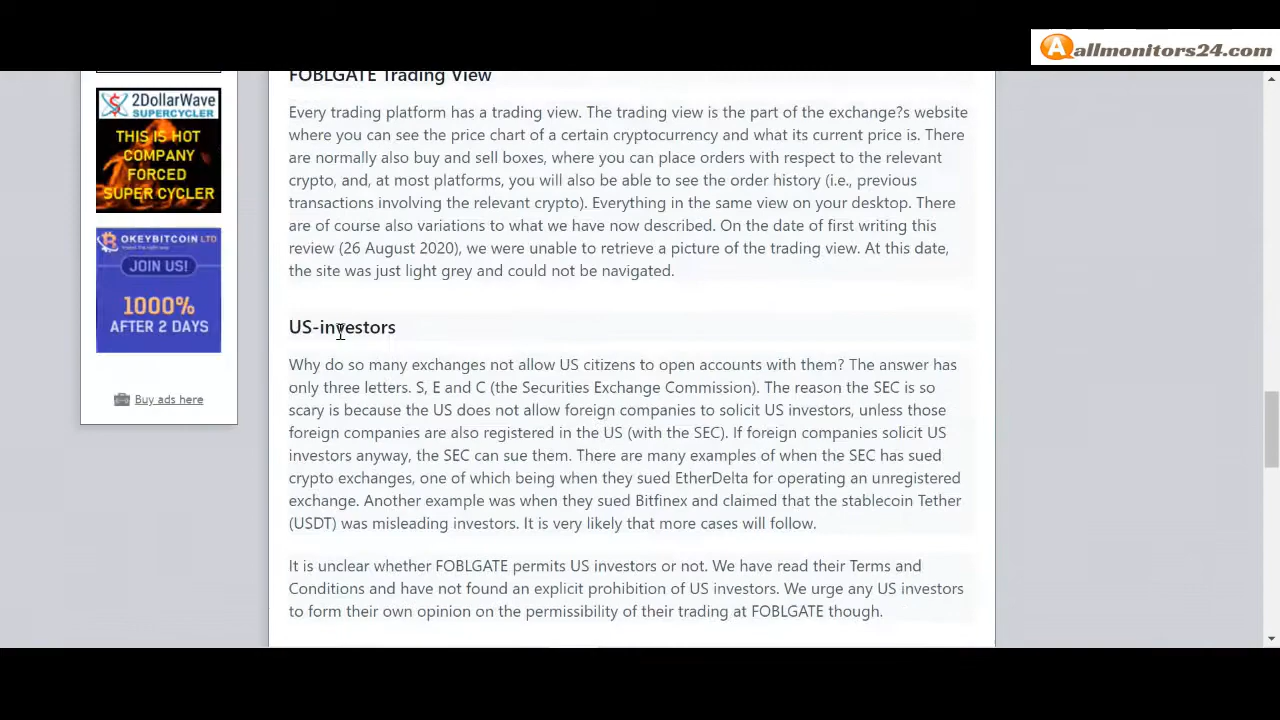 allmonitors24.com
FOBLGATE Trading View
Every trading platform has a trading view. The trading view is the part of the exchange?s website
where you can see the price chart of a certain cryptocurrency and what its current price is. There
are normally also buy and sell boxes, where you can place orders with respect to the relevant
crypto, and, at most platforms, you will also be able to see the order history (i.e., previous
transactions involving the relevant crypto). Everything in the same view on your desktop. There
are of course also variations to what we have now described. On the date of first writing this
review (26 August 2020), we were unable to retrieve a picture of the trading view. At this date,
the site was just light grey and could not be navigated.
US-investors
Why do so many exchanges not allow US citizens to open accounts with them? The answer has
only three letters. S, E and C (the Securities Exchange Commission). The reason the SEC is so
scary is because the US does not allow foreign companies to solicit US investors, unless those
foreign companies are also registered in the US (with the SEC). If foreign companies solicit US
investors anyway, the SEC can sue them. There are many examples of when the SEC has sued
crypto exchanges, one of which being when they sued EtherDelta for operating an unregistered
exchange. Another example was when they sued Bitfinex and claimed that the stablecoin Tether
(USDT) was misleading investors. It is very likely that more cases will follow.
It is unclear whether FOBLGATE permits US investors or not. We have read their Terms and
Conditions and have not found an explicit prohibition of US investors. We urge any US investors
to form their own opinion on the permissibility of their trading at FOBLGATE though.
2DollarWave
SUPERCYCLER
THIS IS HOT
COMPANY
FORCED
SUPER CYCLER
OKEYBITCOIN LTD
JOIN US!
1000%
AFTER 2 DAYS
Buy ads here